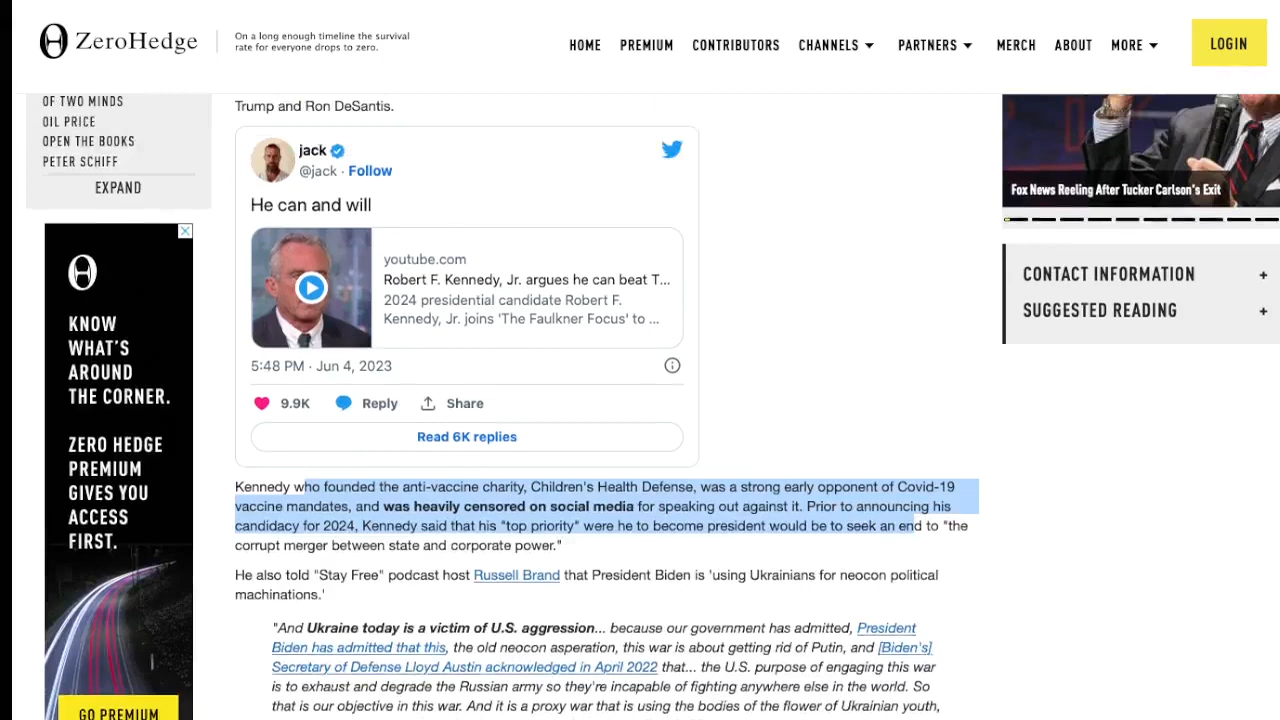 ZeroHedge
On a long enough timeline the survival
rate for everyone drops to zero.
HOME PREMIUM CONTRIBUTORS CHANNELS PARTNERS MERCH ABOUT MORE LOGIN
OF TWO MINDS
OIL PRICE
OPEN THE BOOKS
PETER SCHIFF
EXPAND
KNOW
WHAT'S
AROUND
THE CORNER.
ZERO HEDGE
PREMIUM
GIVES YOU
ACCESS
FIRST.
GO PREMIUM
Trump and Ron DeSantis.
jack
@jack · Follow
He can and will
youtube.com
Robert F. Kennedy, Jr. argues he can beat T...
2024 presidential candidate Robert F.
Kennedy, Jr. joins 'The Faulkner Focus' to ...
5:48 PM · Jun 4, 2023
9.9K Reply Share
Read 6K replies
Kennedy who founded the anti-vaccine charity, Children's Health Defense, was a strong early opponent of Covid-19
vaccine mandates, and was heavily censored on social media for speaking out against it. Prior to announcing his
candidacy for 2024, Kennedy said that his "top priority" were he to become president would be to seek an end to "the
corrupt merger between state and corporate power."
He also told "Stay Free" podcast host Russell Brand that President Biden is 'using Ukrainians for neocon political
machinations.'
"And Ukraine today is a victim of U.S. aggression... because our government has admitted, President
Biden has admitted that this, the old neocon asperation, this war is about getting rid of Putin, and [Biden's]
Secretary of Defense Lloyd Austin acknowledged in April 2022 that... the U.S. purpose of engaging this war
is to exhaust and degrade the Russian army so they're incapable of fighting anywhere else in the world. So
that is our objective in this war. And it is a proxy war that is using the bodies of the flower of Ukrainian youth,
Fox News Reeling After Tucker Carlson's Exit
CONTACT INFORMATION +
SUGGESTED READING +